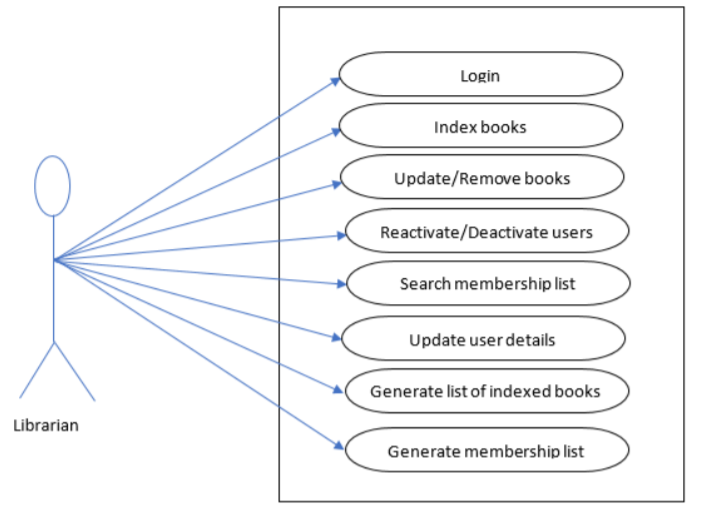 Login
Index books
Update/Remove books
Reactivate/Deactivate users
Search membership list
Update user details
Generate list of indexed books
Generate membership list
Librarian